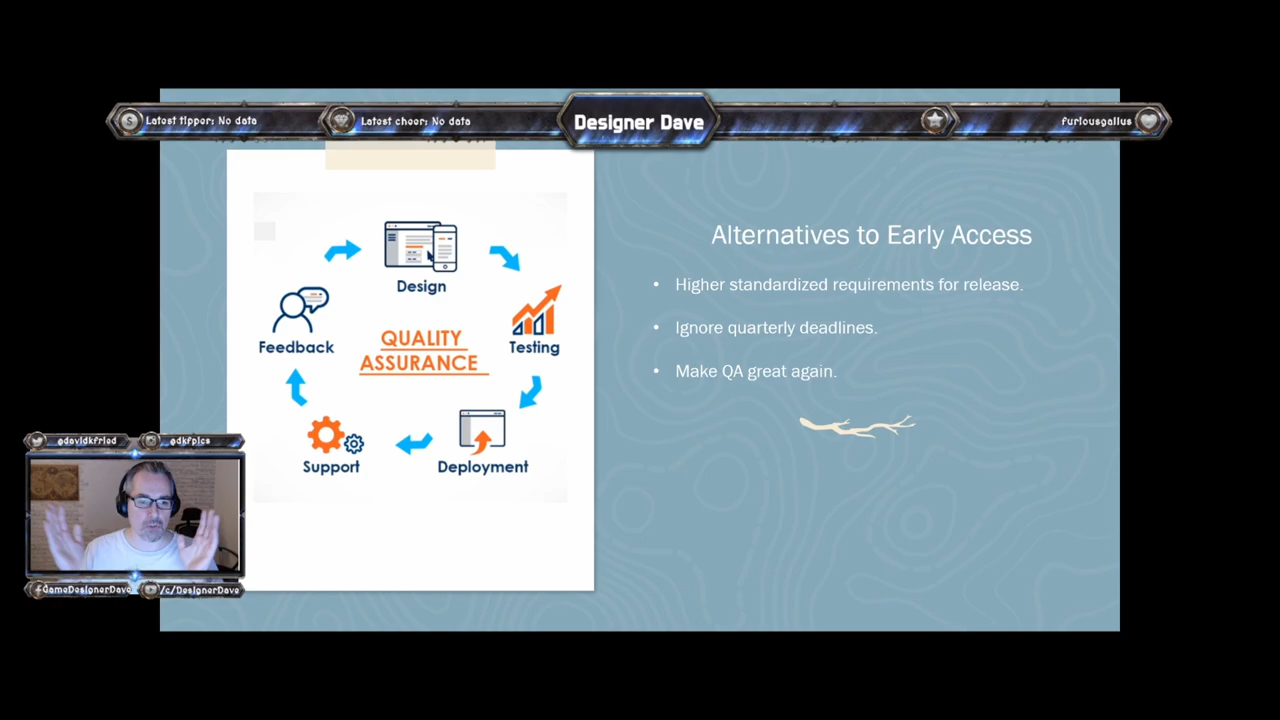 Latest tipper: No data
Latest cheer: No data
Designer Dave
furiousgallus
Design
Feedback
QUALITY
ASSURANCE
Testing
Support
Deployment
Alternatives to Early Access
• Higher standardized requirements for release.
• Ignore quarterly deadlines.
• Make QA great again.
@davidkfried
@dkfpics
GameDesignerDave
/c/DesignerDave